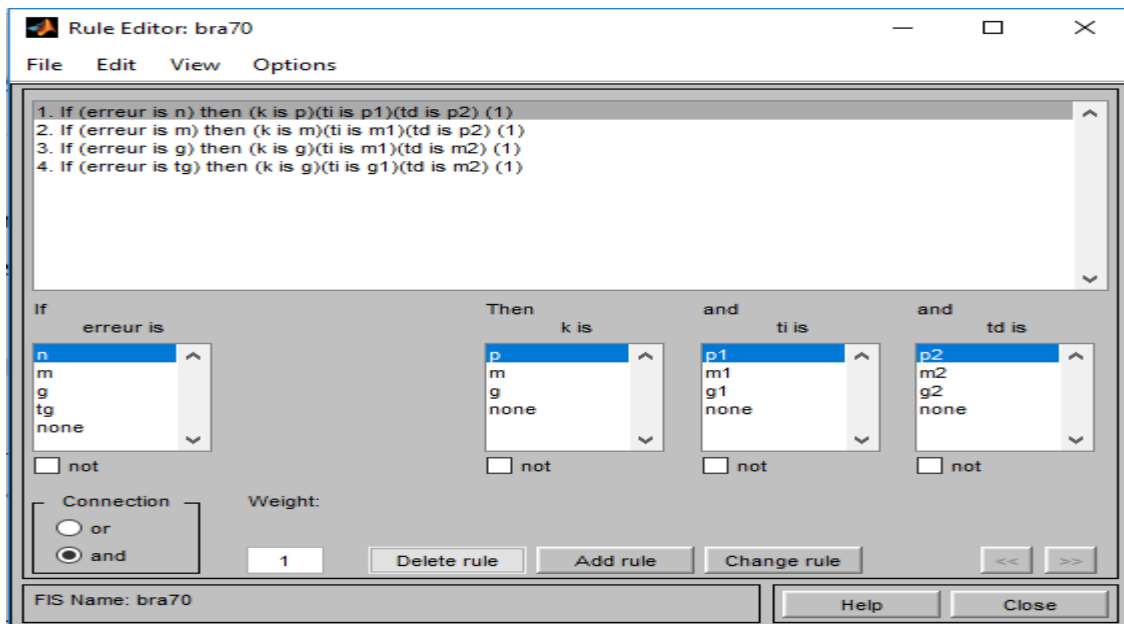 Rule Editor: bra70
File Edit View Options
1. If (erreur is n) then (k is p)(ti is p1)(td is p2) (1)
2. If (erreur is m) then (k is m)(ti is m1)(td is p2) (1)
3. If (erreur is g) then (k is g)(ti is m1)(td is m2) (1)
4. If (erreur is tg) then (k is g)(ti is g1)(td is m2) (1)
If Then and and
erreur is k is ti is td is
n p p1 p2
m m m1 m2
g g g1 g2
tg none none none
none
not not not not
Connection Weight:
or
and 1 Delete rule Add rule Change rule << >>
FIS Name: bra70 Help Close